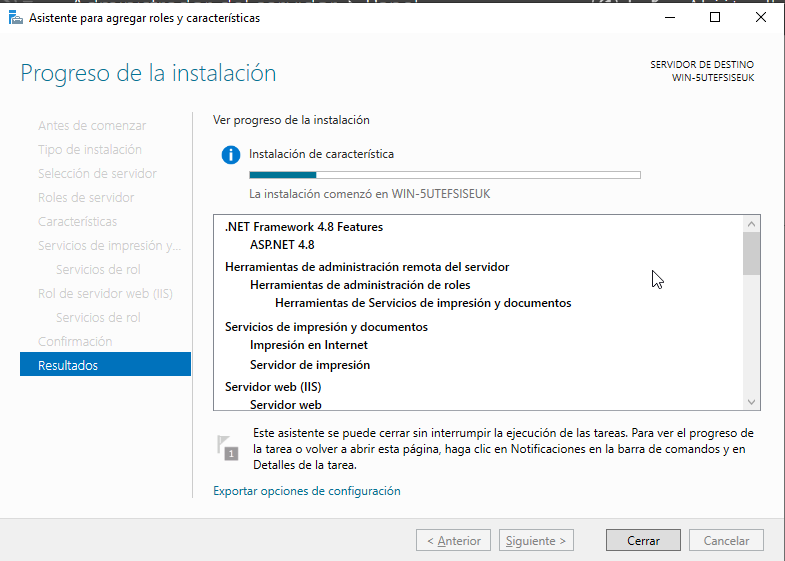 Asistente para agregar roles y características
Progreso de la instalación
SERVIDOR DE DESTINO
WIN-5UTEFSISEUK
Antes de comenzar
Tipo de instalación
Selección de servidor
Roles de servidor
Características
Servicios de impresión y...
Servicios de rol
Rol de servidor web (IIS)
Servicios de rol
Confirmación
Resultados
Ver progreso de la instalación
Instalación de característica
La instalación comenzó en WIN-5UTEFSISEUK
.NET Framework 4.8 Features
ASP.NET 4.8
Herramientas de administración remota del servidor
Herramientas de administración de roles
Herramientas de Servicios de impresión y documentos
Servicios de impresión y documentos
Impresión en Internet
Servidor de impresión
Servidor web (IIS)
Servidor web
1
Este asistente se puede cerrar sin interrumpir la ejecución de las tareas. Para ver el progreso de
la tarea o volver a abrir esta página, haga clic en Notificaciones en la barra de comandos y en
Detalles de la tarea.
Exportar opciones de configuración
< Anterior
Siguiente >
Cerrar
Cancelar